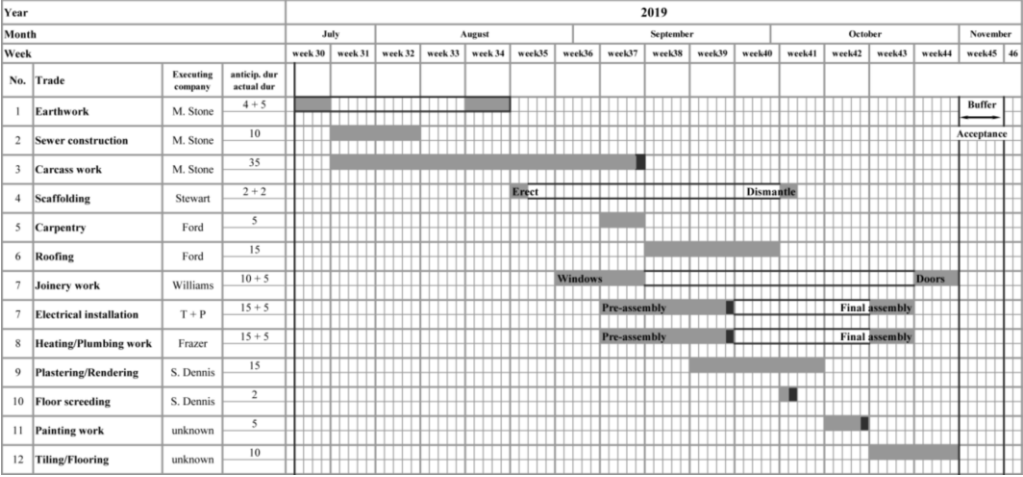 Year 2019
Month July August September October November
Week week 30 week 31 week 32 week 33 week 34 week35 week36 week37 week38 week39 week40 week41 week42 week43 week44 week45 46
No. Trade Executing company anticip. dur actual dur
1 Earthwork M. Stone 4 + 5 Buffer
Acceptance
2 Sewer construction M. Stone 10
3 Carcass work M. Stone 35
4 Scaffolding Stewart 2 + 2 Erect Dismantle
5 Carpentry Ford 5
6 Roofing Ford 15
7 Joinery work Williams 10 + 5 Windows Doors
7 Electrical installation T + P 15 + 5 Pre-assembly Final assembly
8 Heating/Plumbing work Frazer 15 + 5 Pre-assembly Final assembly
9 Plastering/Rendering S. Dennis 15
10 Floor screeding S. Dennis 2
11 Painting work unknown 5
12 Tiling/Flooring unknown 10